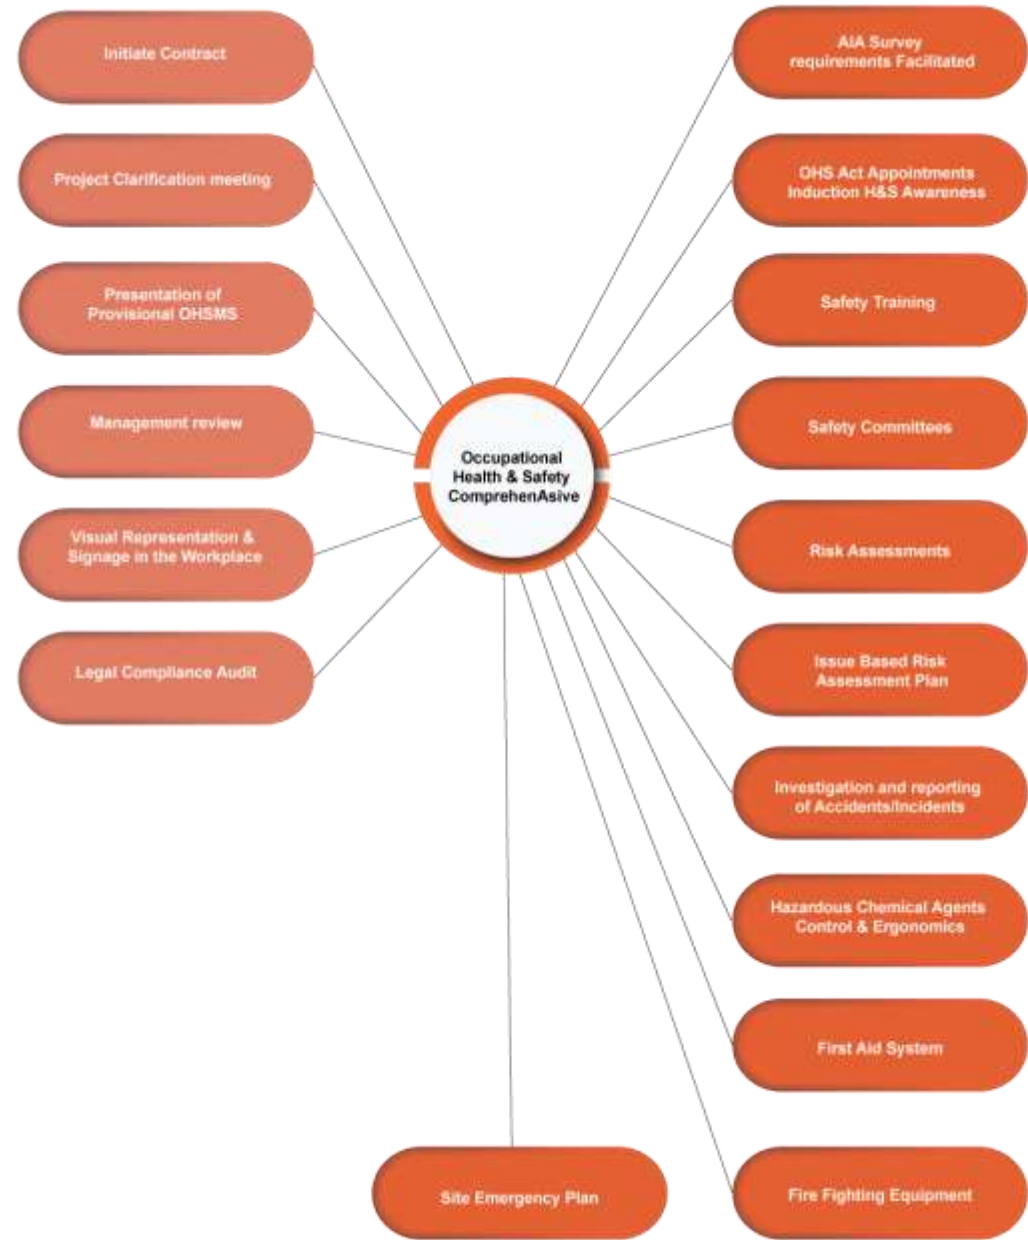 Initiate Contract
Project Clarification meeting
Presentation of
Provisional OHSMS
Management review
Visual Representation &
Signage in the Workplace
Legal Compliance Audit
Occupational
Health & Safety
ComprehenAsive
AIA Survey
requirements Facilitated
OHS Act Appointments
Induction H&S Awareness
Safety Training
Safety Committees
Risk Assessments
Issue Based Risk
Assessment Plan
Investigation and reporting
of Accidents/Incidents
Hazardous Chemical Agents
Control & Ergonomics
First Aid System
Site Emergency Plan
Fire Fighting Equipment